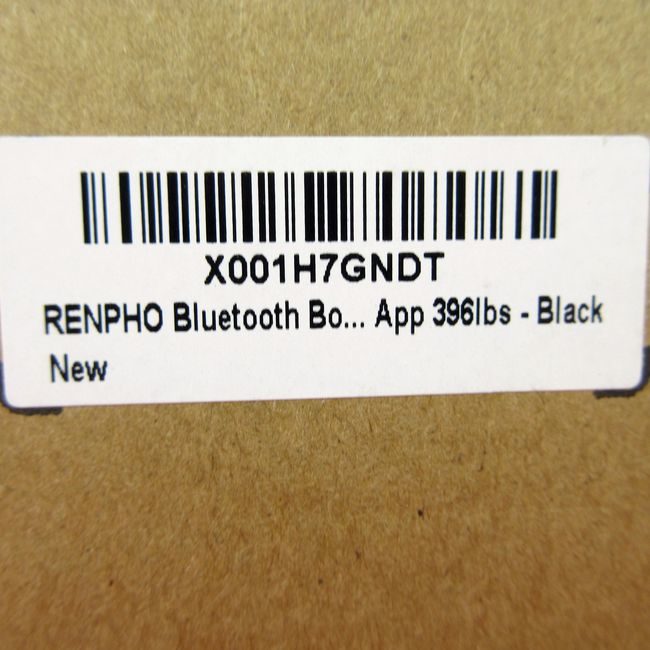 X001H7GNDT
RENPHO Bluetooth Bo... App 396lbs - Black
New